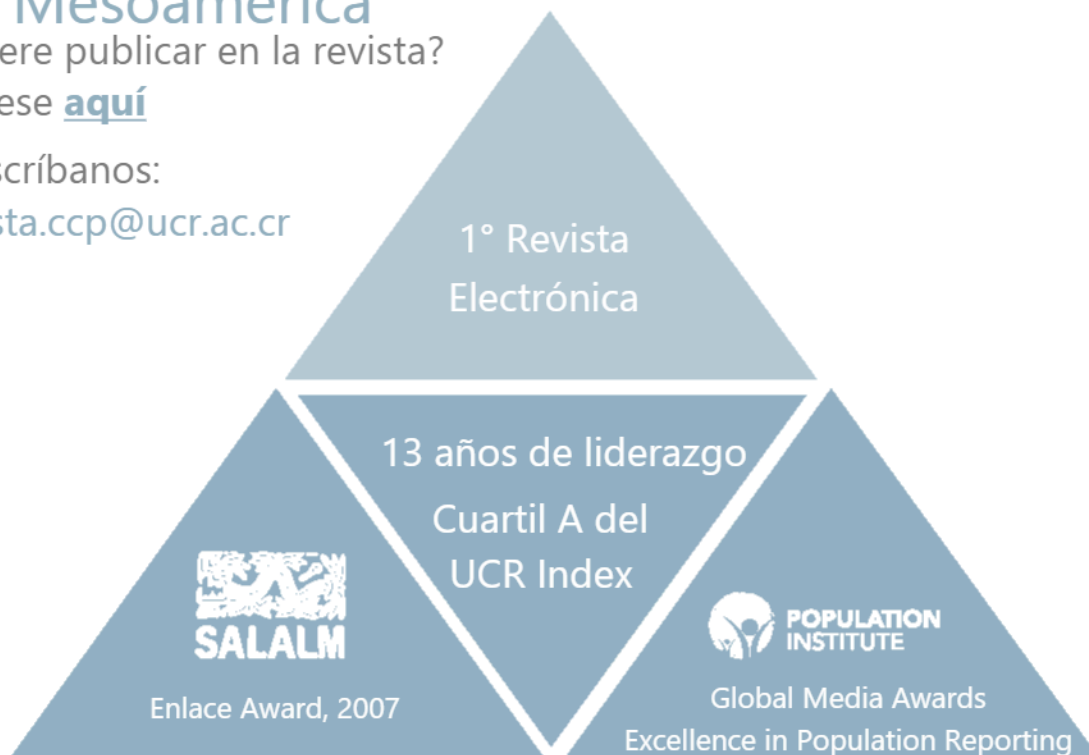 Mesoamérica
ere publicar en la revista?
ese aquí
scríbanos:
sta.ccp@ucr.ac.cr
1° Revista
Electrónica
13 años de liderazgo
Cuartil A del
UCR Index
SALALM
Enlace Award, 2007
POPULATION
INSTITUTE
Global Media Awards
Excellence in Population Reporting